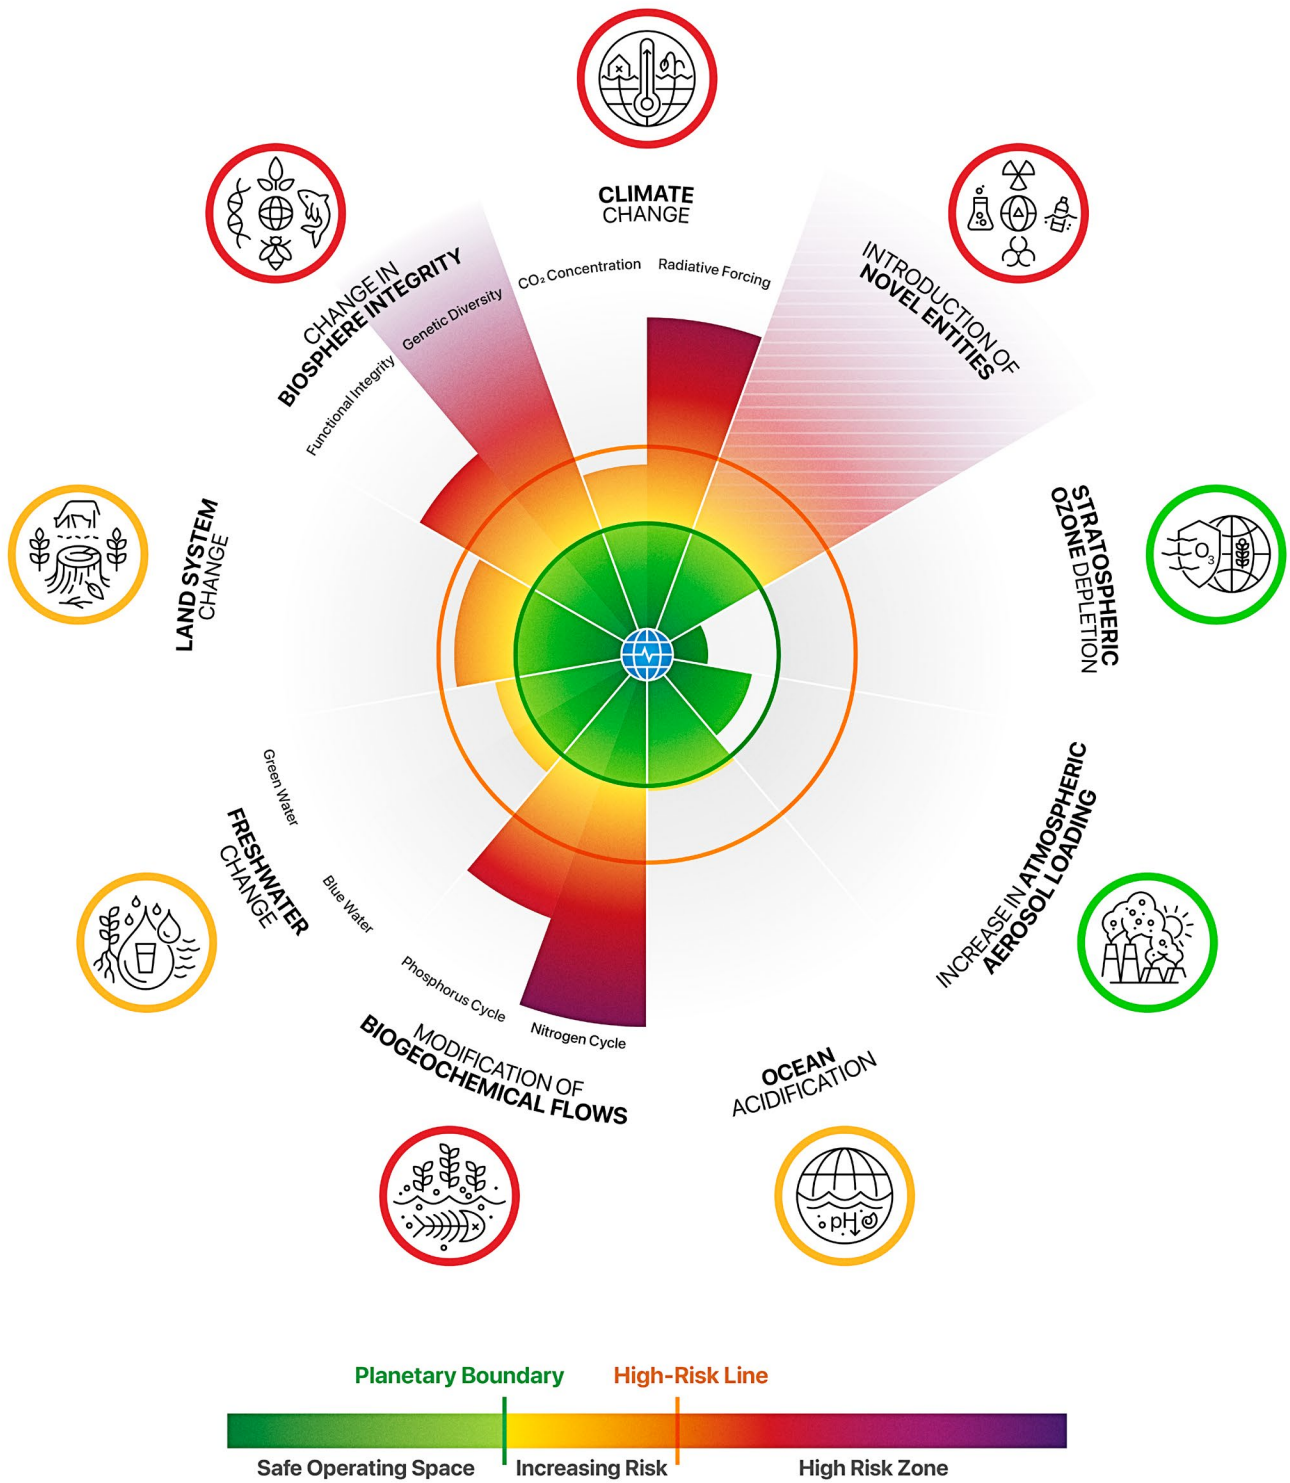 CLIMATE
CHANGE
CO₂ Concentration
Radiative Forcing
INTRODUCTION OF
NOVEL ENTITIES
STRATOSPHERIC
OZONE DEPLETION
O₃
INCREASE IN ATMOSPHERIC
AEROSOL LOADING
OCEAN
ACIDIFICATION
pH
MODIFICATION OF
BIOGEOCHEMICAL FLOWS
Phosphorus Cycle
Nitrogen Cycle
FRESHWATER
CHANGE
Green Water
Blue Water
LAND SYSTEM
CHANGE
CHANGE IN
BIOSPHERE INTEGRITY
Functional Integrity
Genetic Diversity
Planetary Boundary
High-Risk Line
Safe Operating Space
Increasing Risk
High Risk Zone